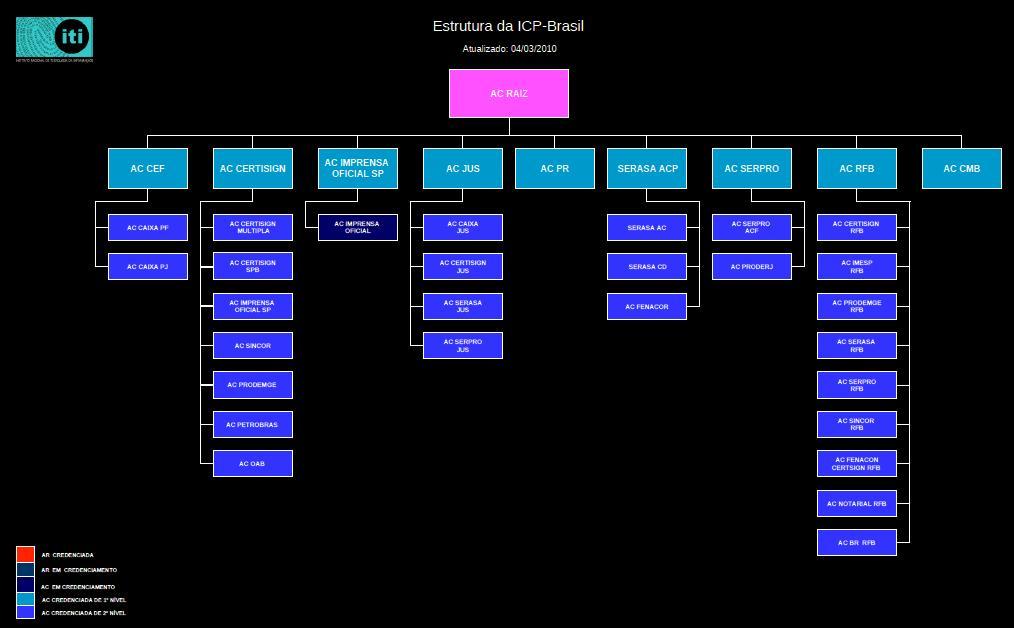 iti
INSTITUTO NACIONAL DE TECNOLOGIA DA INFORMAÇÃO
Estrutura da ICP-Brasil
Atualizado: 04/03/2010
AC RAIZ
AC CEF
AC CERTISIGN
AC IMPRENSA
OFICIAL SP
AC JUS
AC PR
SERASA ACP
AC SERPRO
AC RFB
AC CMB
AC CAIXA PF
AC CAIXA PJ
AC CERTISIGN
MULTIPLA
AC CERTISIGN
SPB
AC IMPRENSA
OFICIAL SP
AC SINCOR
AC PRODEMGE
AC PETROBRAS
AC OAB
AC IMPRENSA
OFICIAL
AC CAIXA
JUS
AC CERTISIGN
JUS
AC SERASA
JUS
AC SERPRO
JUS
SERASA AC
SERASA CD
AC FENACOR
AC SERPRO
ACF
AC PRODERJ
AC CERTISIGN
RFB
AC IMESP
RFB
AC PRODEMGE
RFB
AC SERASA
RFB
AC SERPRO
RFB
AC SINCOR
RFB
AC FENACON
CERTSIGN RFB
AC NOTARIAL RFB
AC BR RFB
AR CREDENCIADA
AR EM CREDENCIAMENTO
AC EM CREDENCIAMENTO
AC CREDENCIADA DE 1º NÍVEL
AC CREDENCIADA DE 2º NÍVEL